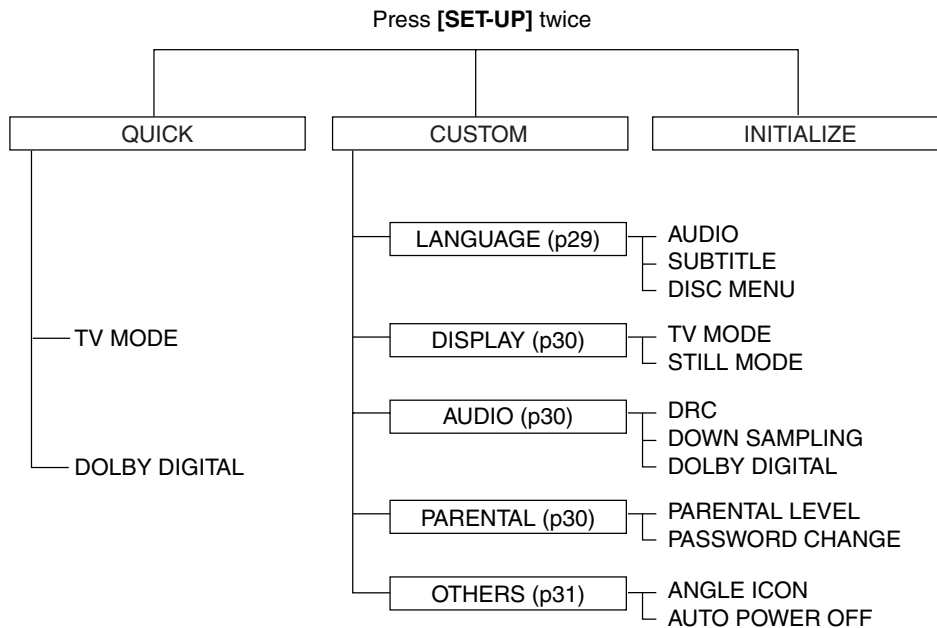 Press [SET-UP] twice
QUICK
CUSTOM
INITIALIZE
TV MODE
DOLBY DIGITAL
LANGUAGE (p29)
AUDIO
SUBTITLE
DISC MENU
DISPLAY (p30)
TV MODE
STILL MODE
AUDIO (p30)
DRC
DOWN SAMPLING
DOLBY DIGITAL
PARENTAL (p30)
PARENTAL LEVEL
PASSWORD CHANGE
OTHERS (p31)
ANGLE ICON
AUTO POWER OFF